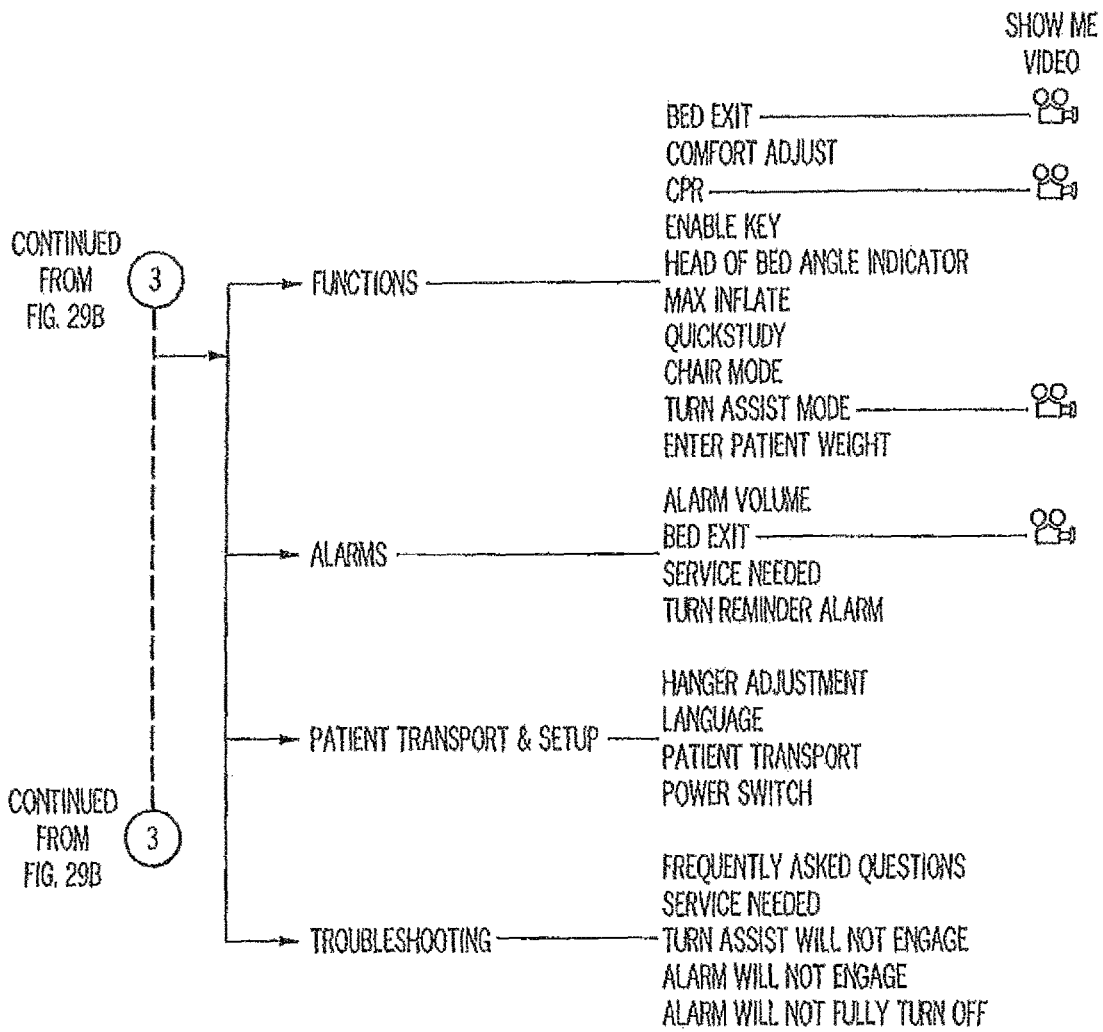 SHOW ME
VIDEO
BED EXIT
COMFORT ADJUST
CPR
ENABLE KEY
HEAD OF BED ANGLE INDICATOR
MAX INFLATE
QUICKSTUDY
CHAIR MODE
TURN ASSIST MODE
ENTER PATIENT WEIGHT
CONTINUED
FROM
FIG. 29B
3
FUNCTIONS
ALARM VOLUME
BED EXIT
SERVICE NEEDED
TURN REMINDER ALARM
ALARMS
HANGER ADJUSTMENT
LANGUAGE
PATIENT TRANSPORT
POWER SWITCH
PATIENT TRANSPORT & SETUP
CONTINUED
FROM
FIG. 29B
3
FREQUENTLY ASKED QUESTIONS
SERVICE NEEDED
TURN ASSIST WILL NOT ENGAGE
ALARM WILL NOT ENGAGE
ALARM WILL NOT FULLY TURN OFF
TROUBLESHOOTING